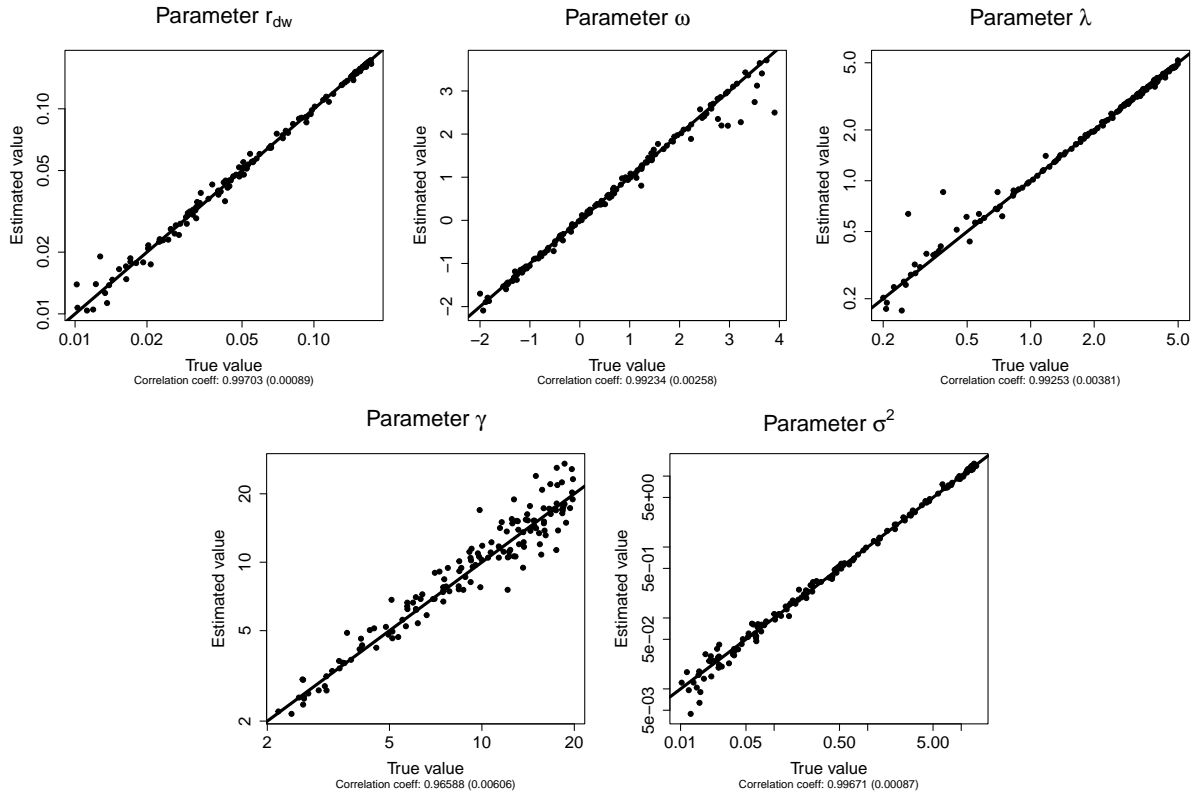 Parameter r_dw
Estimated value
0.01 0.02 0.05 0.10
0.01 0.02 0.05 0.10
True value
Correlation coeff: 0.99703 (0.00089)
Parameter ω
Estimated value
−2 −1 0 1 2 3
−2 −1 0 1 2 3 4
True value
Correlation coeff: 0.99234 (0.00258)
Parameter λ
Estimated value
0.2 0.5 1.0 2.0 5.0
0.2 0.5 1.0 2.0 5.0
True value
Correlation coeff: 0.99253 (0.00381)
Parameter γ
Estimated value
2 5 10 20
2 5 10 20
True value
Correlation coeff: 0.96588 (0.00606)
Parameter σ²
Estimated value
5e−03 5e−02 5e−01 5e+00
0.01 0.05 0.50 5.00
True value
Correlation coeff: 0.99671 (0.00087)